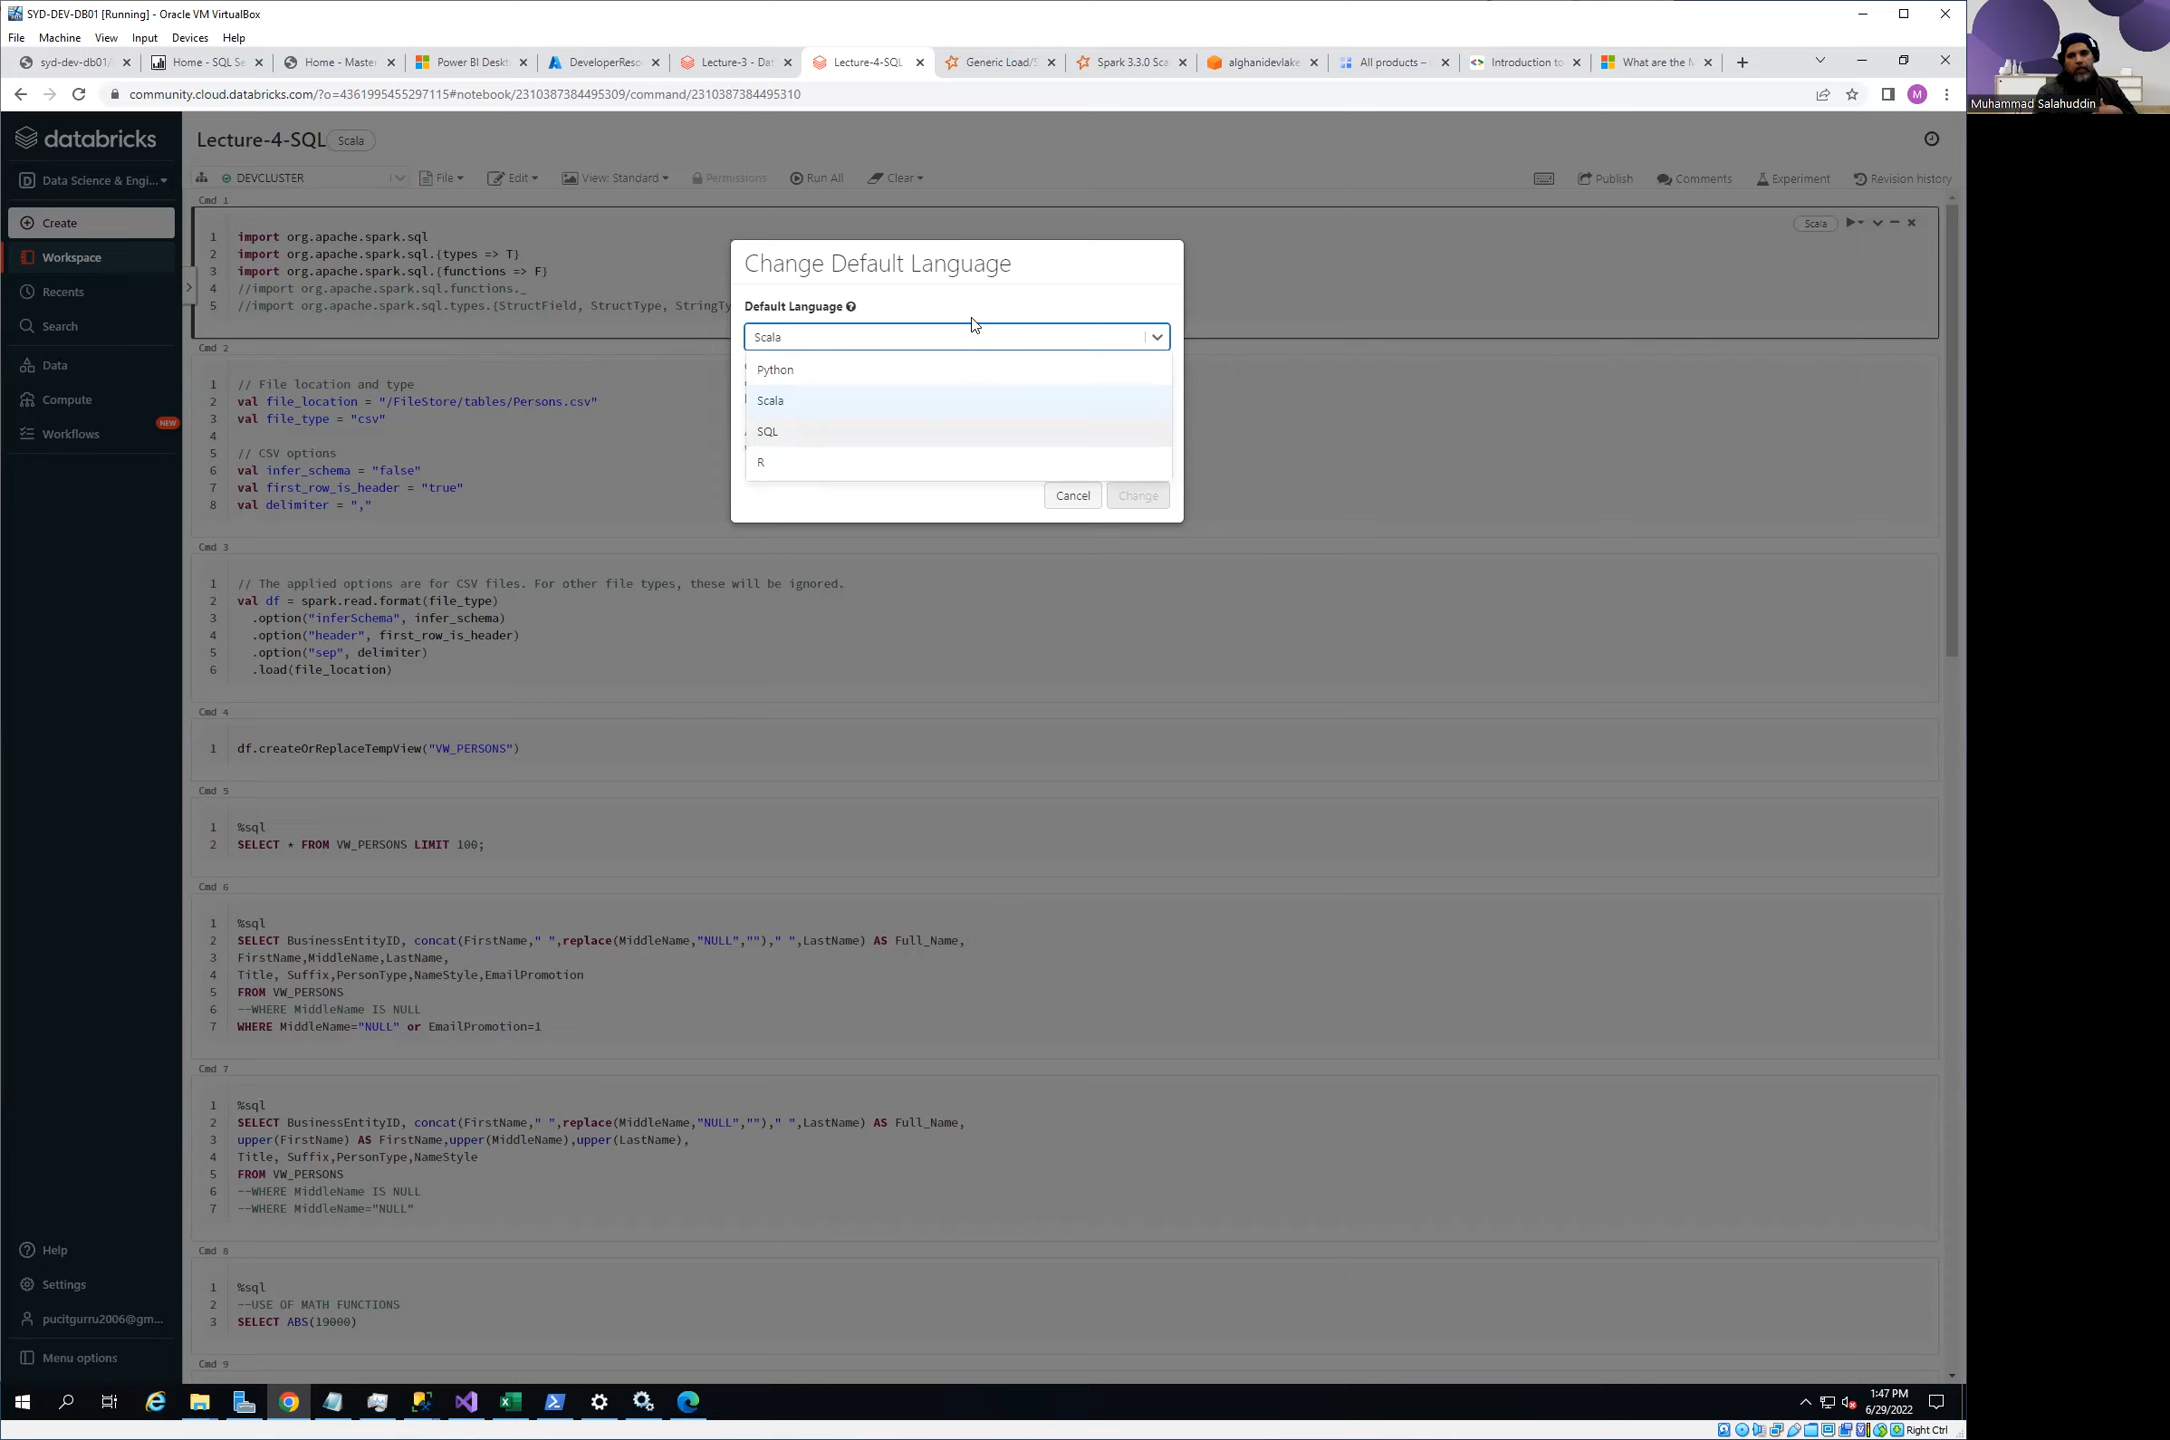 SYD-DEV-DB01 [Running] - Oracle VM VirtualBox
File Machine View Input Devices Help
syd-dev-db01/ Home - SQL Se Home - Master Power BI Deskt DeveloperReso Lecture-3 - Dat Lecture-4-SQL Generic Load/S Spark 3.3.0 Sca alghanidevlake All products – Introduction to What are the M
community.cloud.databricks.com/?o=4361995455297115#notebook/2310387384495309/command/2310387384495310
M
Muhammad Salahuddin
databricks
D Data Science & Engi...
Create
Workspace
Recents
Search
Data
Compute
Workflows
NEW
Help
Settings
pucitgurru2006@gm...
Menu options
Lecture-4-SQL Scala
DEVCLUSTER File Edit View: Standard Permissions Run All Clear Publish Comments Experiment Revision history
Cmd 1
Scala
1 import org.apache.spark.sql
2 import org.apache.spark.sql.{types => T}
3 import org.apache.spark.sql.{functions => F}
4 //import org.apache.spark.sql.functions._
5 //import org.apache.spark.sql.types.{StructField, StructType, StringTy
Change Default Language
Default Language
Scala
Python
Scala
SQL
R
Cancel Change
Cmd 2
1 // File location and type
2 val file_location = "/FileStore/tables/Persons.csv"
3 val file_type = "csv"
4
5 // CSV options
6 val infer_schema = "false"
7 val first_row_is_header = "true"
8 val delimiter = ","
Cmd 3
1 // The applied options are for CSV files. For other file types, these will be ignored.
2 val df = spark.read.format(file_type)
3 .option("inferSchema", infer_schema)
4 .option("header", first_row_is_header)
5 .option("sep", delimiter)
6 .load(file_location)
Cmd 4
1 df.createOrReplaceTempView("VW_PERSONS")
Cmd 5
1 %sql
2 SELECT * FROM VW_PERSONS LIMIT 100;
Cmd 6
1 %sql
2 SELECT BusinessEntityID, concat(FirstName," ",replace(MiddleName,"NULL","")," ",LastName) AS Full_Name,
3 FirstName,MiddleName,LastName,
4 Title, Suffix,PersonType,NameStyle,EmailPromotion
5 FROM VW_PERSONS
6 --WHERE MiddleName IS NULL
7 WHERE MiddleName="NULL" or EmailPromotion=1
Cmd 7
1 %sql
2 SELECT BusinessEntityID, concat(FirstName," ",replace(MiddleName,"NULL","")," ",LastName) AS Full_Name,
3 upper(FirstName) AS FirstName,upper(MiddleName),upper(LastName),
4 Title, Suffix,PersonType,NameStyle
5 FROM VW_PERSONS
6 --WHERE MiddleName IS NULL
7 --WHERE MiddleName="NULL"
Cmd 8
1 %sql
2 --USE OF MATH FUNCTIONS
3 SELECT ABS(19000)
Cmd 9
1:47 PM
6/29/2022
Right Ctrl